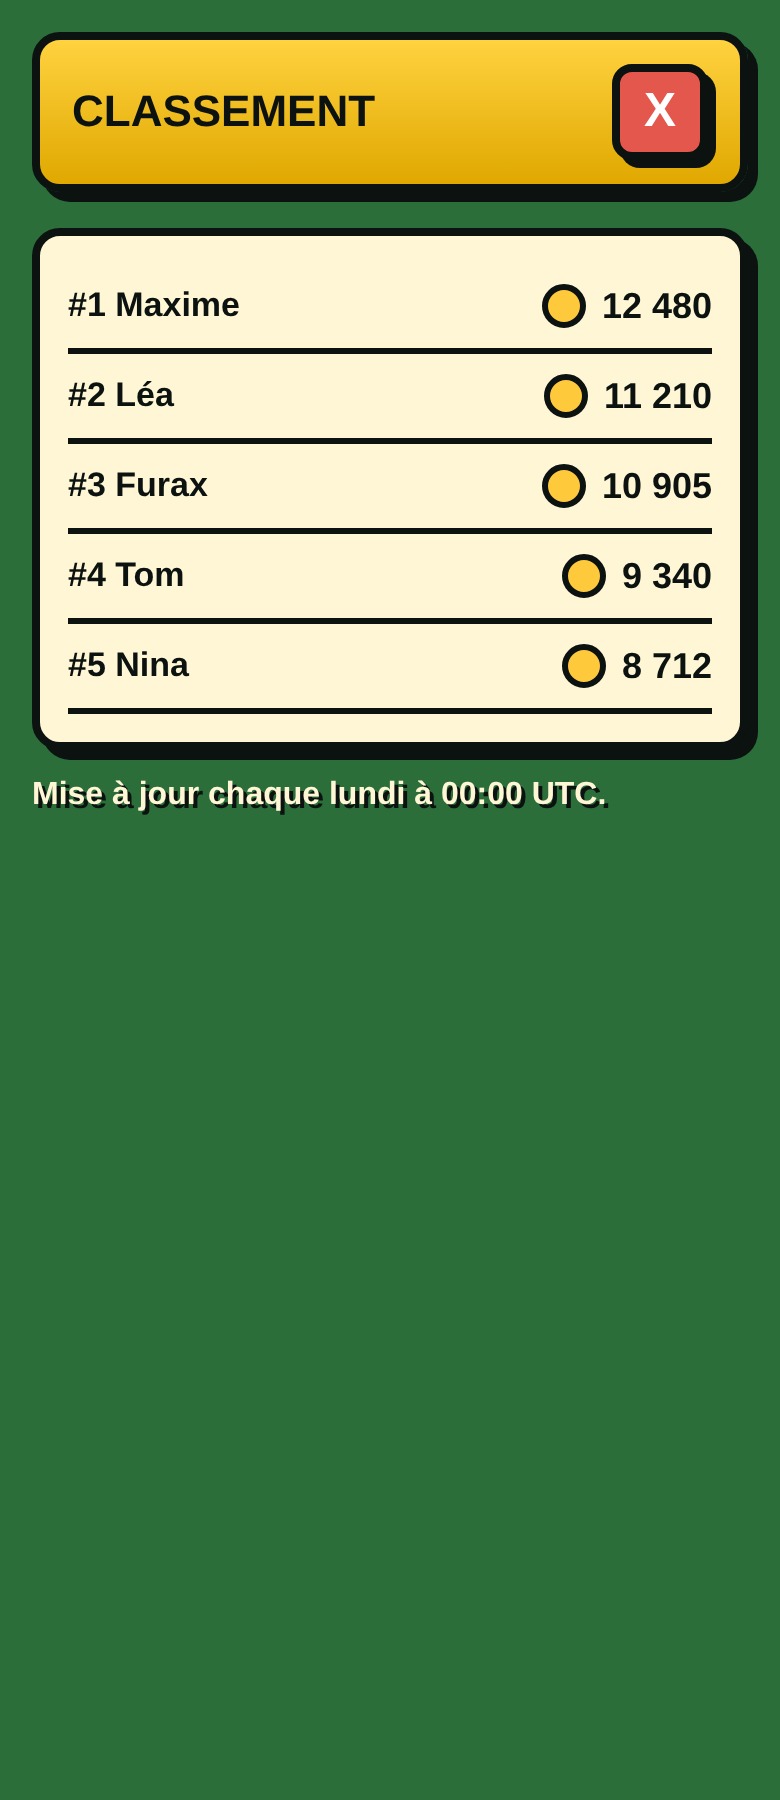 CLASSEMENT X
#1 Maxime 12 480
#2 Léa 11 210
#3 Furax 10 905
#4 Tom 9 340
#5 Nina 8 712
Mise à jour chaque lundi à 00:00 UTC.